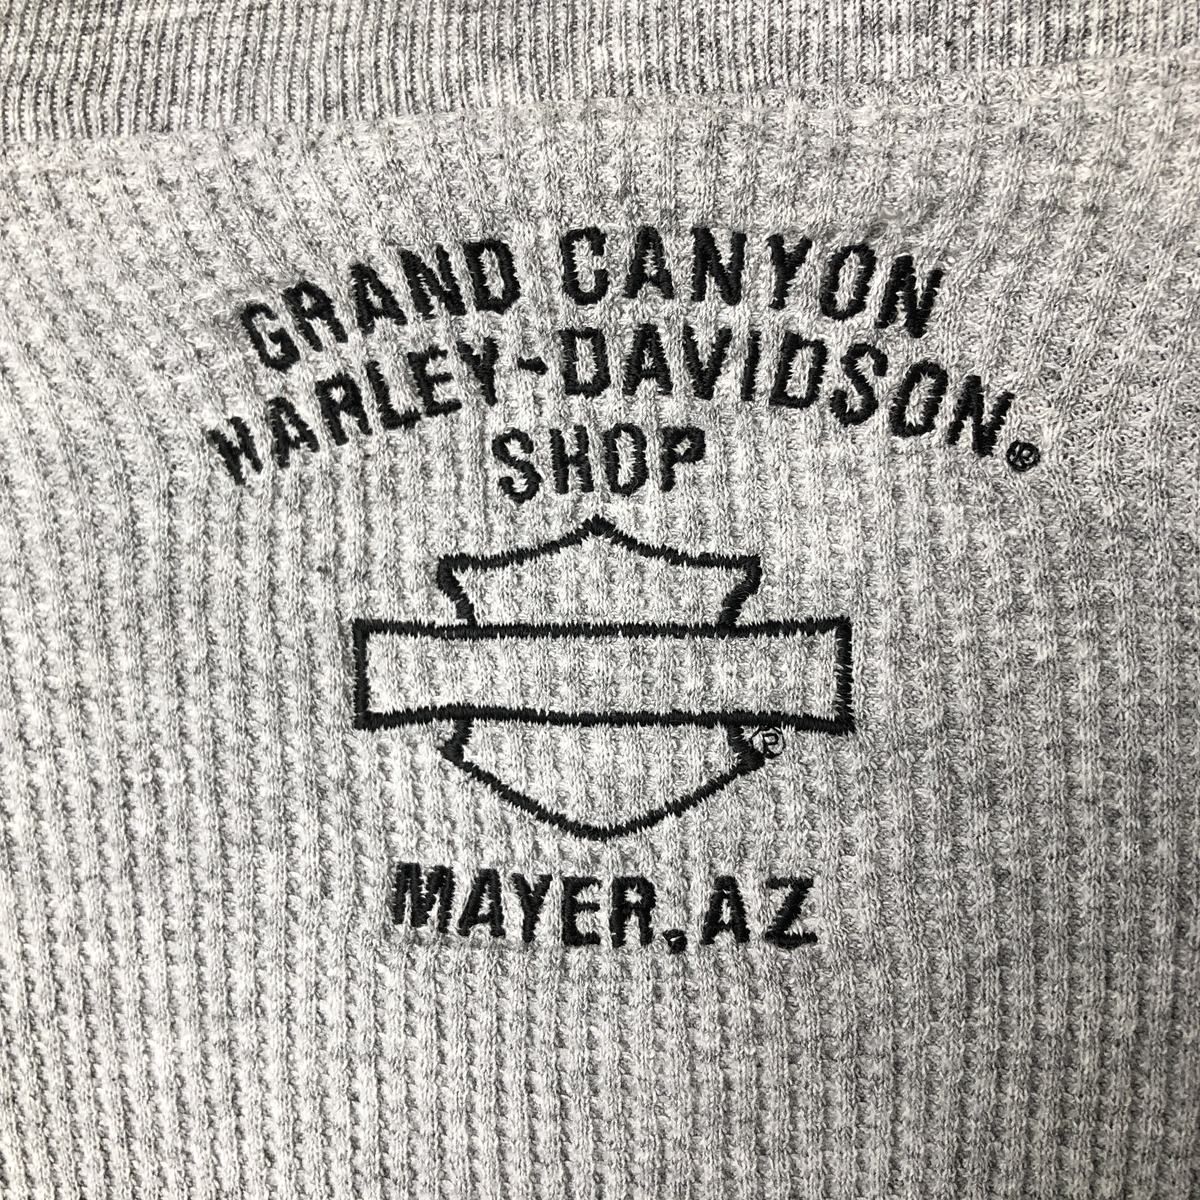 GRAND CANYON
HARLEY-DAVIDSON®
SHOP
®
MAYER, AZ